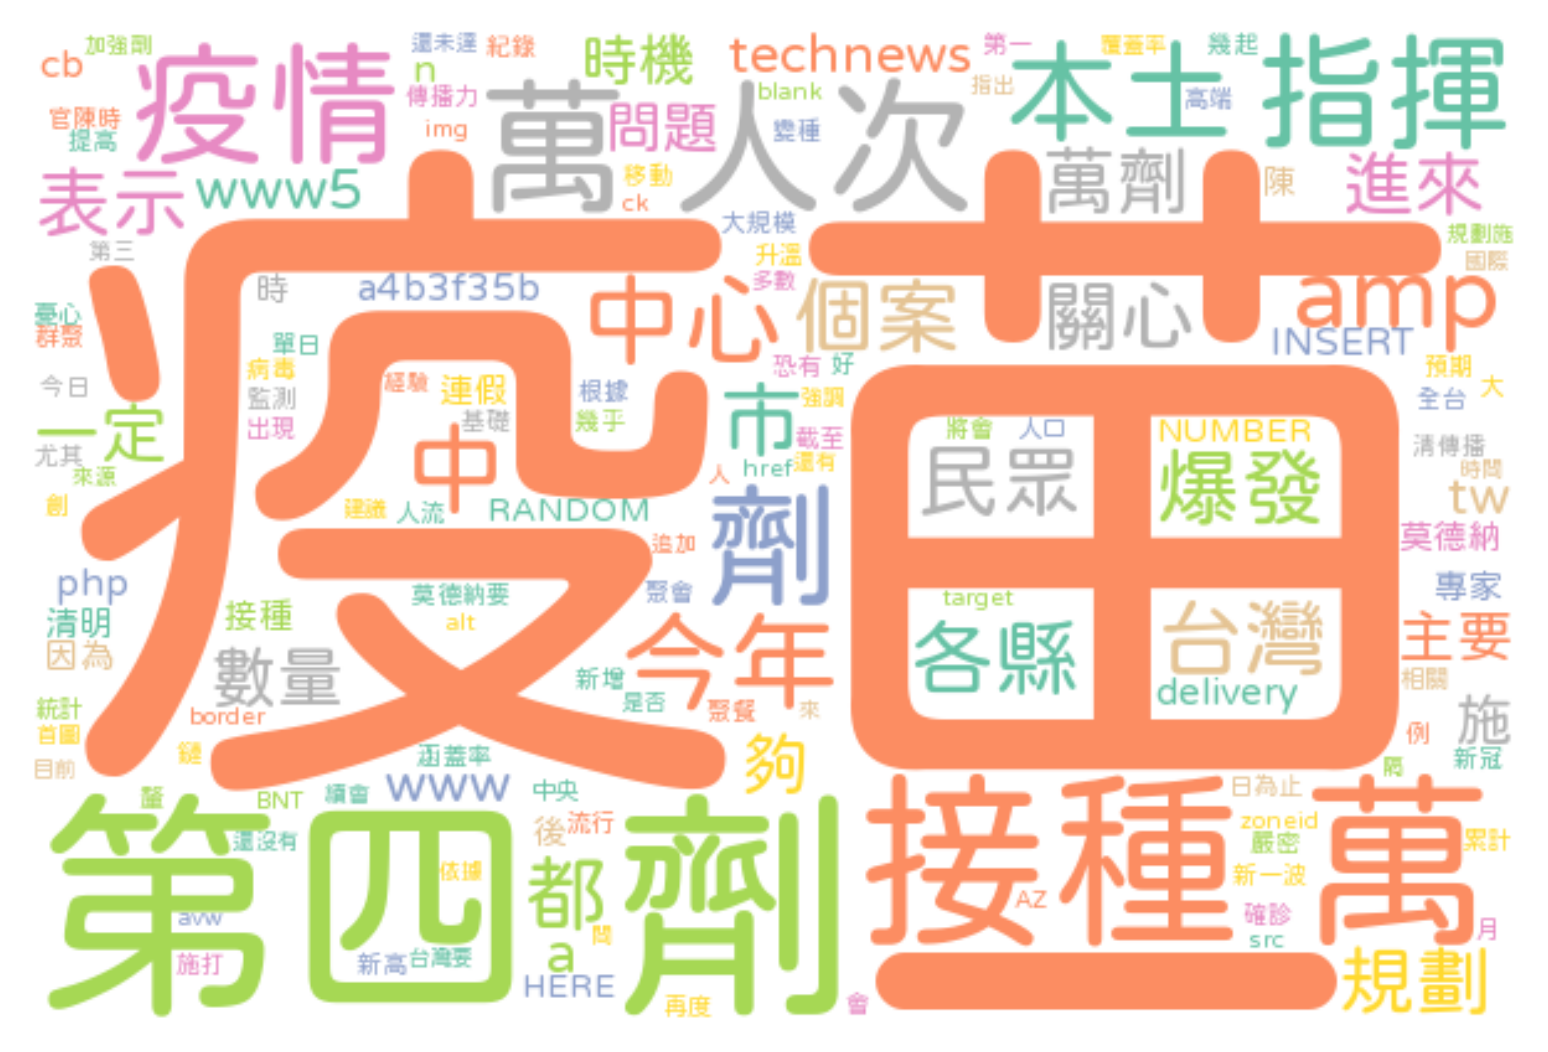 疫苗
第四劑
接種
萬
一
疫情
萬
人次
本土
指揮
時機
問題
technews
表示
www5
萬劑
進來
cb
加強劑
還未達
紀錄
n
傳播力
img
官陳時
提高
blank
變種
第一
覆蓋率
幾起
指出
高端
移動
ck
陳
大規模
升溫
多數
規劃施
國際
第三
時
a4b3f35b
中心
個案
關心
amp
INSERT
憂心
群聚
單日
病毒
監測
出現
今日
一定
尤其
來源
創
經驗
連假
基礎
中
根據
幾乎
恐有
好
市
強調
截至
還有
href
人
預期
大
全台
將會
人口
民眾
NUMBER
爆發
清傳播
時間
tw
莫德納
建議
人流
RANDOM
劑
追加
聚會
php
清明
因為
接種
莫德納要
alt
數量
border
今年
新增
是否
聚餐
來
target
各縣
台灣
delivery
專家
主要
相關
施
例
新冠
統計
首圖
目前
鏈
涵蓋率
www
夠
BNT
續會
中央
還沒有
後
流行
依據
都
間
a
avw
施打
新高
台灣要
HERE
再度
會
AZ
隔
日為止
zoneid
嚴密
新一波
確診
src
累計
月
規劃